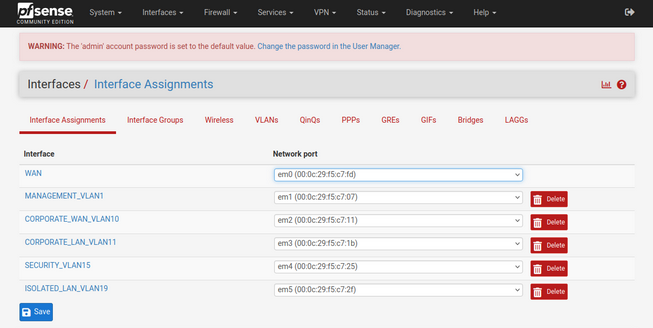 pfsense
COMMUNITY EDITION
System Interfaces Firewall Services VPN Status Diagnostics Help
WARNING: The 'admin' account password is set to the default value. Change the password in the User Manager.
Interfaces / Interface Assignments
Interface Assignments Interface Groups Wireless VLANs QinQs PPPs GREs GIFs Bridges LAGGs
Interface Network port
WAN em0 (00:0c:29:f5:c7:fd)
MANAGEMENT_VLAN1 em1 (00:0c:29:f5:c7:07) Delete
CORPORATE_WAN_VLAN10 em2 (00:0c:29:f5:c7:11) Delete
CORPORATE_LAN_VLAN11 em3 (00:0c:29:f5:c7:1b) Delete
SECURITY_VLAN15 em4 (00:0c:29:f5:c7:25) Delete
ISOLATED_LAN_VLAN19 em5 (00:0c:29:f5:c7:2f) Delete
Save